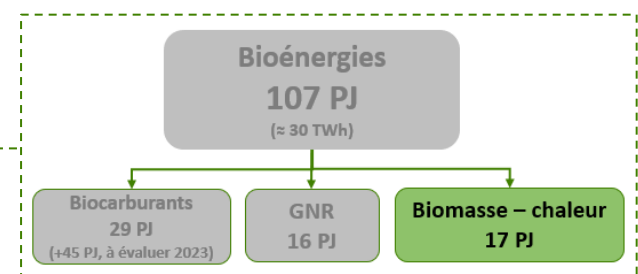 Bioénergies
107 PJ
(≈ 30 TWh)
Biocarburants
29 PJ
(+45 PJ, à évaluer 2023)
GNR
16 PJ
Biomasse – chaleur
17 PJ